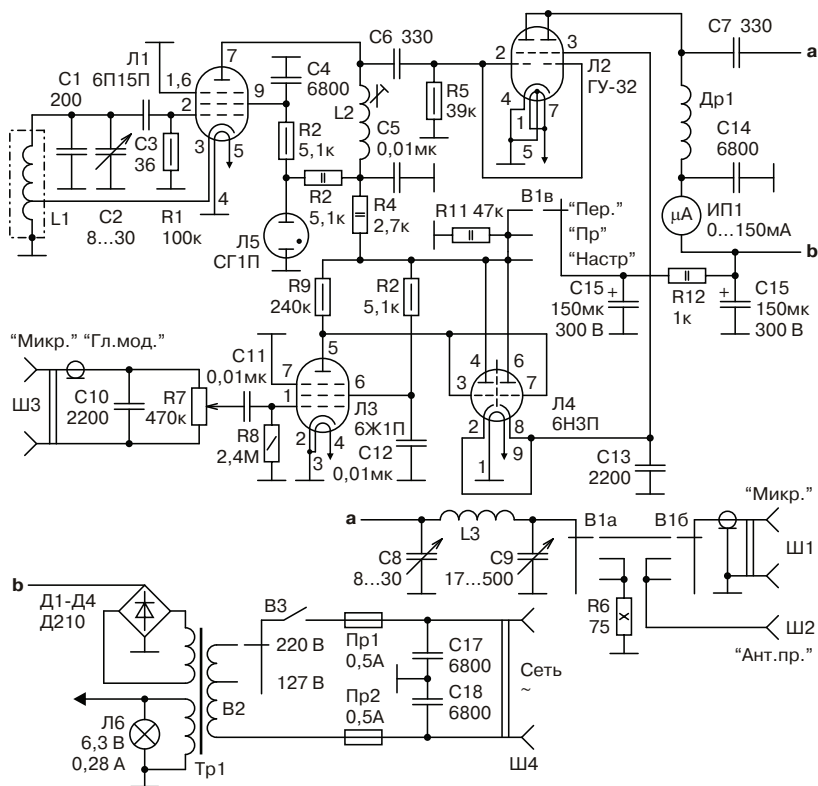 C6 330
C7 330
a
Л1
6П15П
7
1,6
2
9
3
5
4
C1
200
C3
36
L1
C2
8...30
R1
100к
C4
6800
R2
5,1к
L2
C5
0,01мк
R2
5,1к
R4
2,7к
Л5
СГ1П
R5
39к
2
3
4
1
7
5
Л2
ГУ-32
Др1
C14
6800
µA
ИП1
0...150мА
b
В1в
“Пер.”
“Пр”
“Настр”
R11 47к
C15
150мк
300 В
+
R12
1к
+
C15
150мк
300 В
R9
240к
R2
5,1к
“Микр.”
“Гл.мод.”
Ш3
C10
2200
R7
470к
C11
0,01мк
R8
2,4М
5
7
1
6
2
3
4
Л3
6Ж1П
C12
0,01мк
4
6
3
7
2
8
1
9
Л4
6Н3П
C13
2200
a
L3
C8
8...30
C9
17...500
В1а
В1б
“Микр.”
Ш1
R6
75
Ш2
“Ант.пр.”
b
Д1-Д4
Д210
В3
220 В
127 В
В2
Пр1
0,5А
Пр2
0,5А
C17
6800
C18
6800
Сеть
~
Ш4
Л6
6,3 В
0,28 А
Тр1